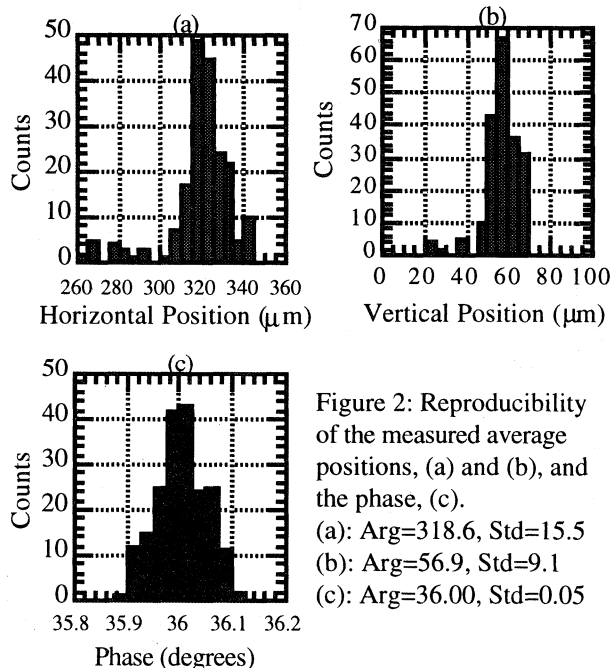 (a)
50
40
30
20
10
0
Counts
260 280 300 320 340 360
Horizontal Position (μm)
(b)
70
60
50
40
30
20
10
0
Counts
0 20 40 60 80 100
Vertical Position (μm)
(c)
50
40
30
20
10
0
Counts
35.8 35.9 36 36.1 36.2
Phase (degrees)
Figure 2: Reproducibility
of the measured average
positions, (a) and (b), and
the phase, (c).
(a): Arg=318.6, Std=15.5
(b): Arg=56.9, Std=9.1
(c): Arg=36.00, Std=0.05